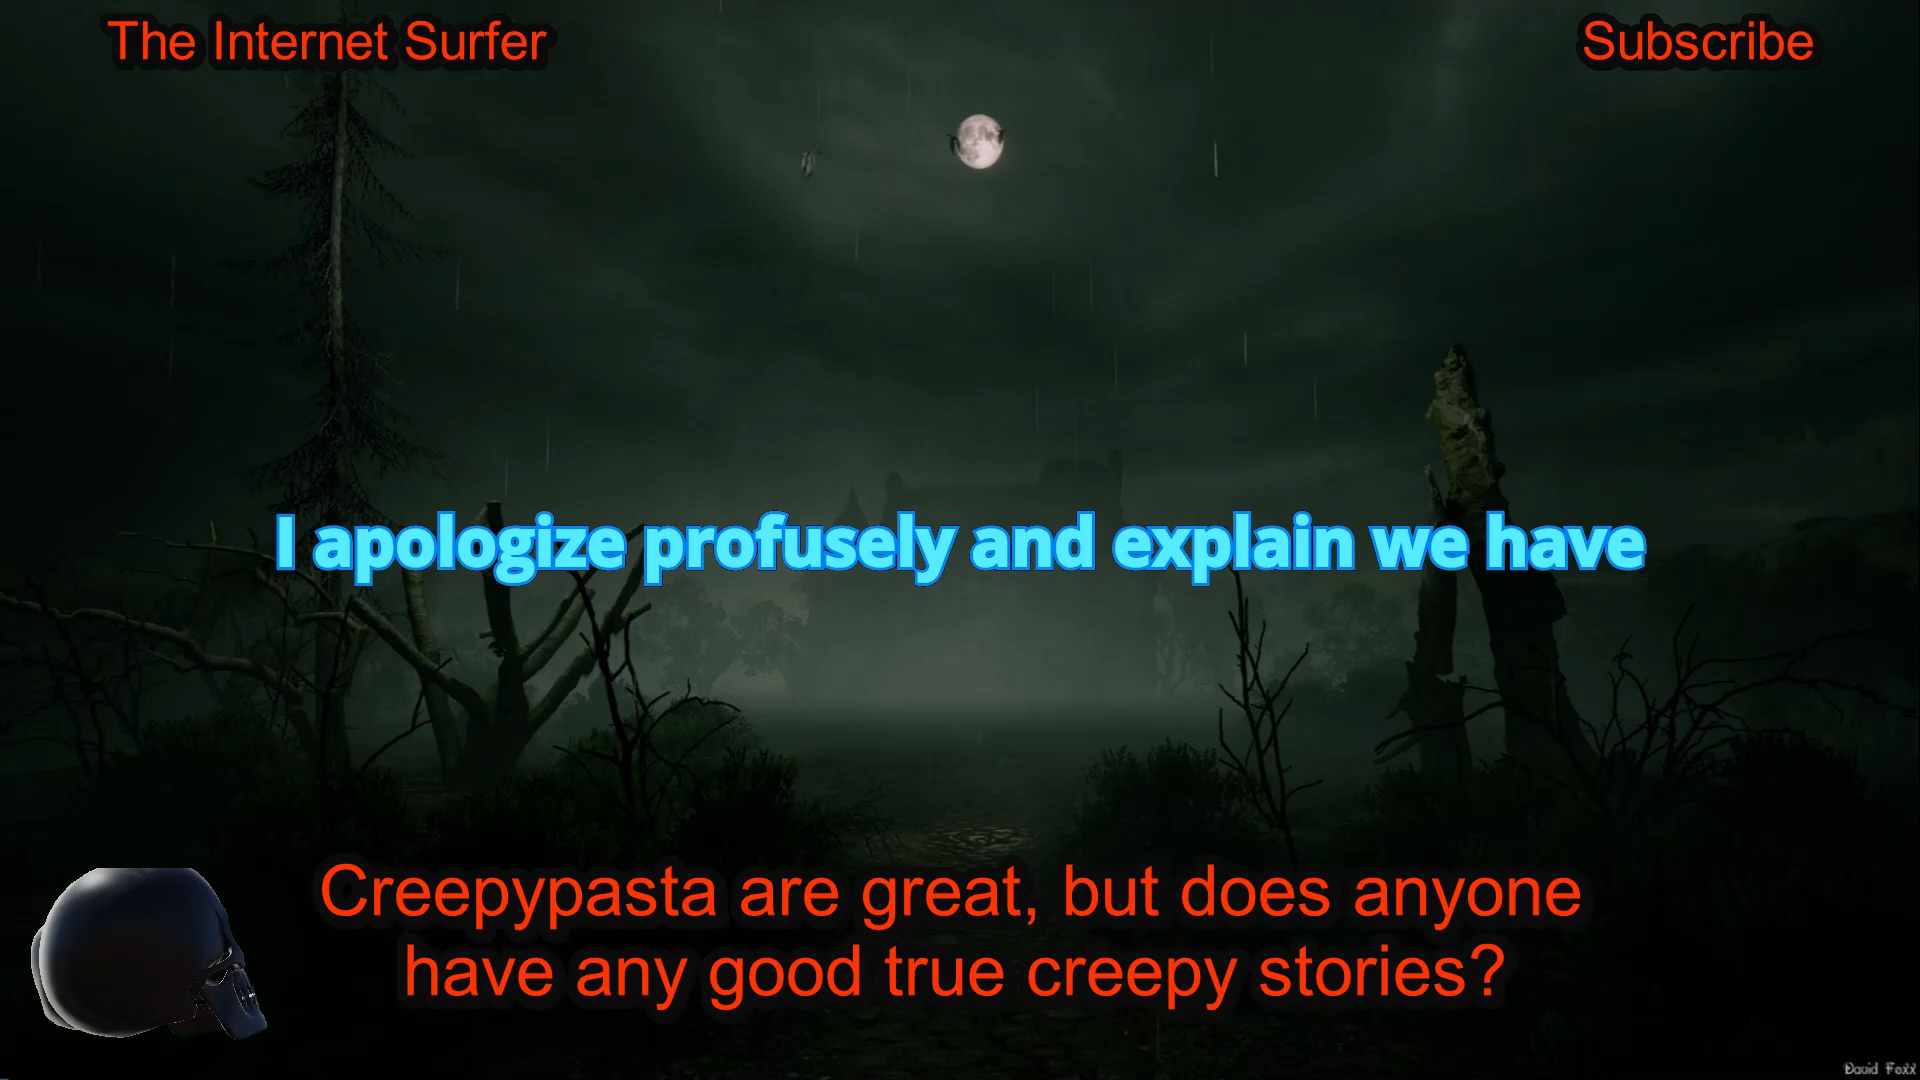 The Internet Surfer
Subscribe
I apologize profusely and explain we have
Creepypasta are great, but does anyone
have any good true creepy stories?
David Foxx